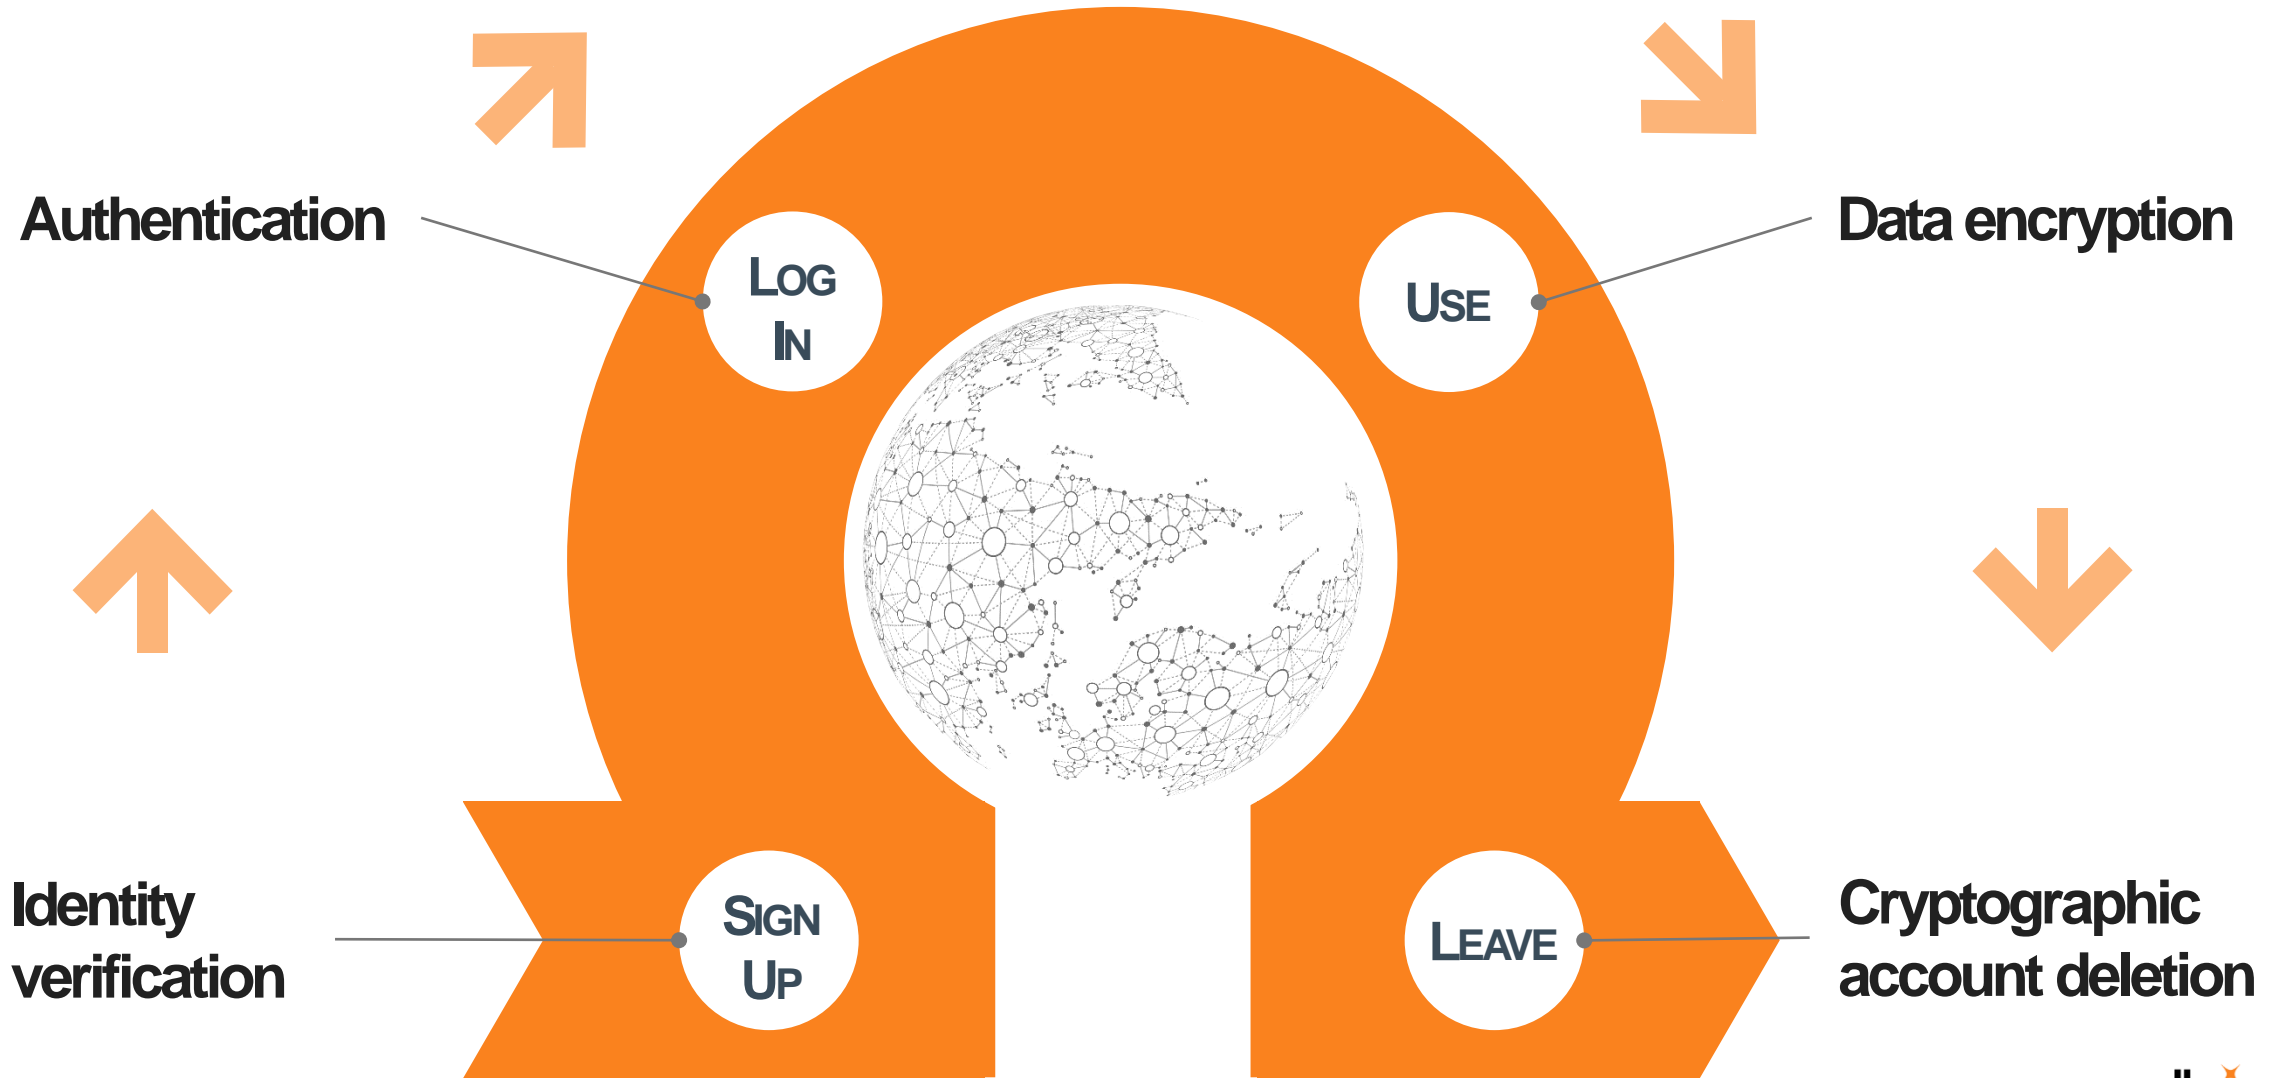 Authentication
LOG
IN
USE
Data encryption
Identity
verification
SIGN
UP
LEAVE
Cryptographic
account deletion